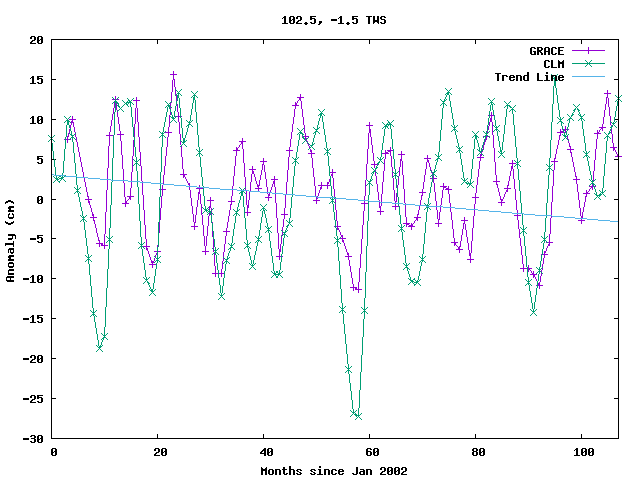 102.5, -1.5 TWS
GRACE
CLM
Trend Line
20
15
10
5
0
-5
-10
-15
-20
-25
-30
Anomaly (cm)
0 20 40 60 80 100
Months since Jan 2002